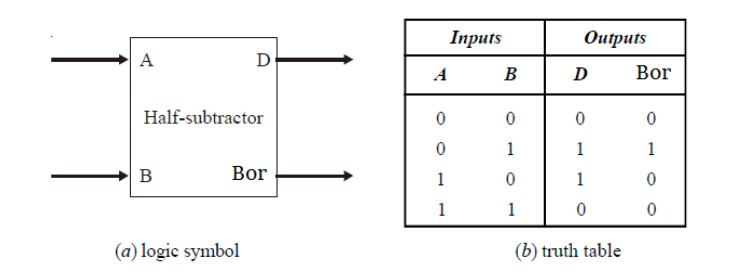 A D
Half-subtractor
B Bor
(a) logic symbol
Inputs Outputs
A B D Bor
0 0 0 0
0 1 1 1
1 0 1 0
1 1 0 0
(b) truth table